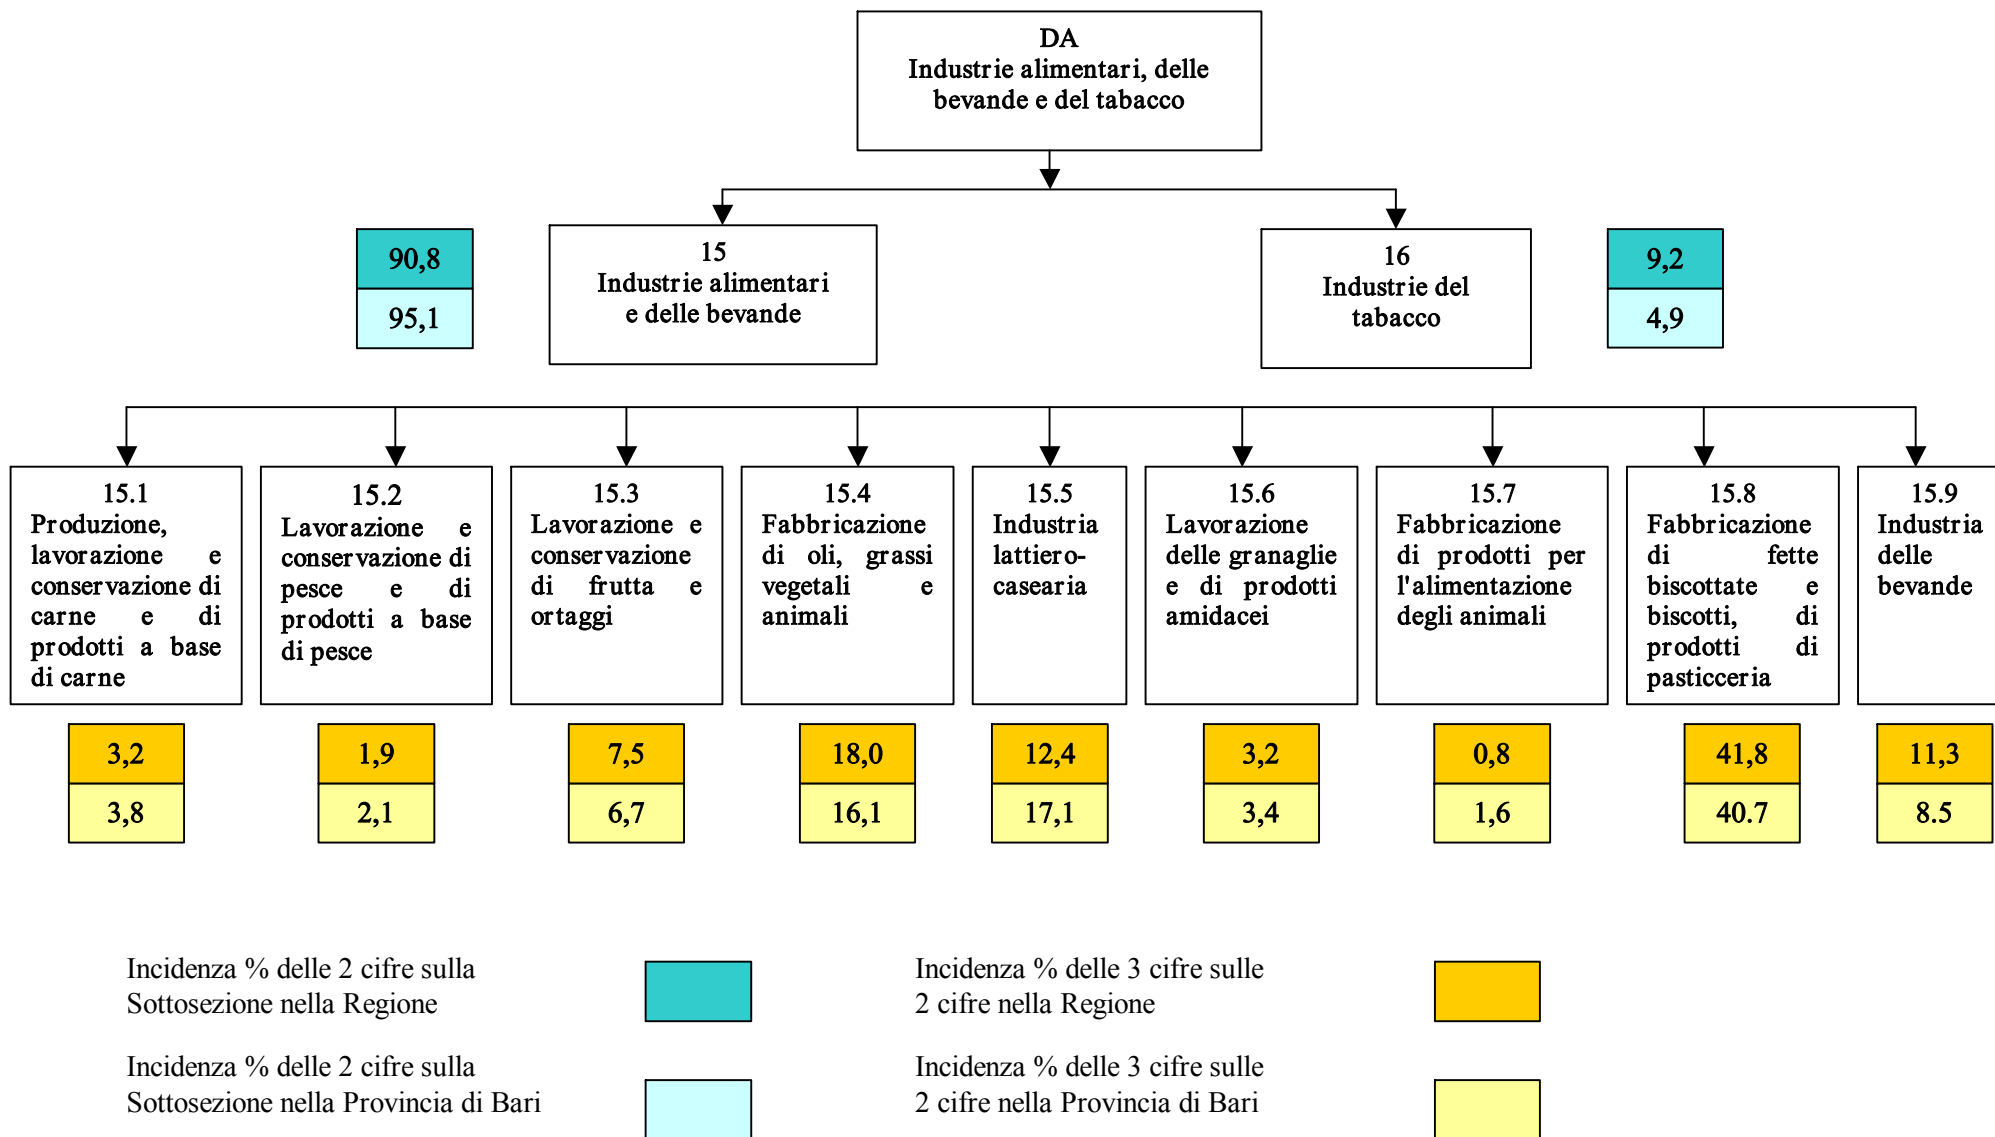 DA
Industrie alimentari, delle
bevande e del tabacco
90,8
95,1
15
Industrie alimentari
e delle bevande
16
Industrie del
tabacco
9,2
4,9
15.1
Produzione,
lavorazione e
conservazione di
carne e di
prodotti a base
di carne
15.2
Lavorazione e
conservazione di
pesce e di
prodotti a base
di pesce
15.3
Lavorazione e
conservazione
di frutta e
ortaggi
15.4
Fabbricazione
di oli, grassi
vegetali e
animali
15.5
Industria
lattiero-
casearia
15.6
Lavorazione
delle granaglie
e di prodotti
amidacei
15.7
Fabbricazione
di prodotti per
l'alimentazione
degli animali
15.8
Fabbricazione
di fette
biscottate e
biscotti, di
prodotti di
pasticceria
15.9
Industria
delle
bevande
3,2
3,8
1,9
2,1
7,5
6,7
18,0
16,1
12,4
17,1
3,2
3,4
0,8
1,6
41,8
40.7
11,3
8.5
Incidenza % delle 2 cifre sulla
Sottosezione nella Regione
Incidenza % delle 3 cifre sulle
2 cifre nella Regione
Incidenza % delle 2 cifre sulla
Sottosezione nella Provincia di Bari
Incidenza % delle 3 cifre sulle
2 cifre nella Provincia di Bari